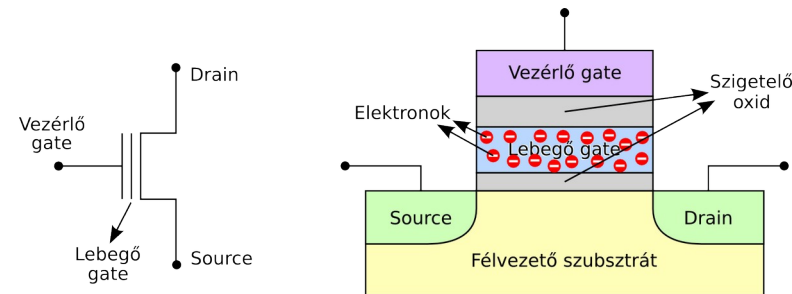 Drain
Vezérlő
gate
Lebegő
gate
Source
Vezérlő gate
Szigetelő
oxid
Elektronok
Lebegő gate
Source
Drain
Félvezető szubsztrát